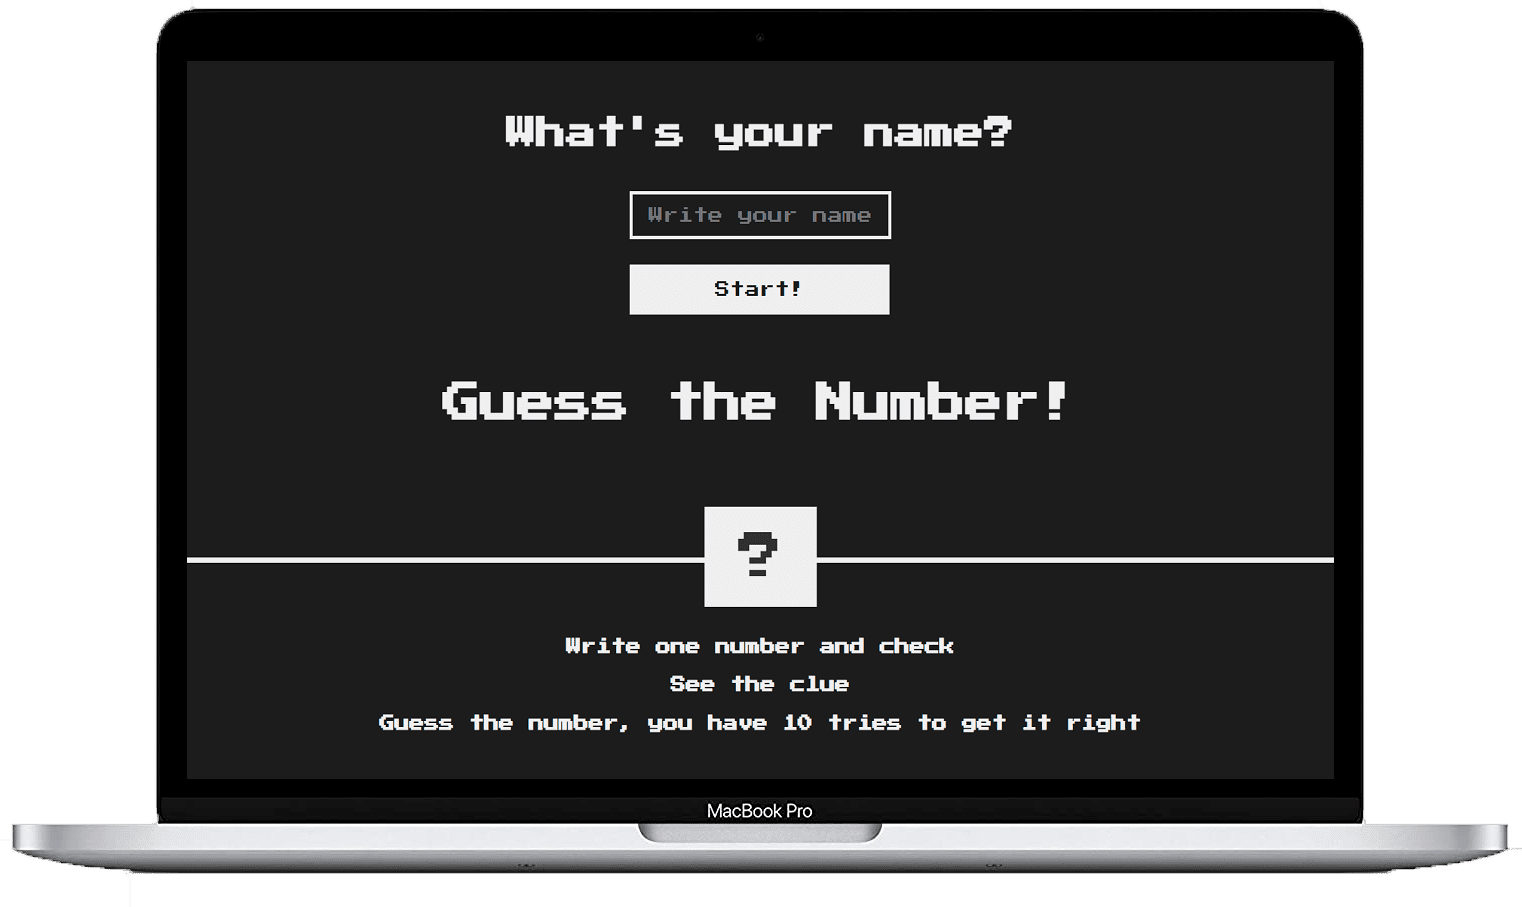 What's your name?
Write your name
Start!
Guess the Number!
?
Write one number and check
See the clue
Guess the number, you have 10 tries to get it right
MacBook Pro